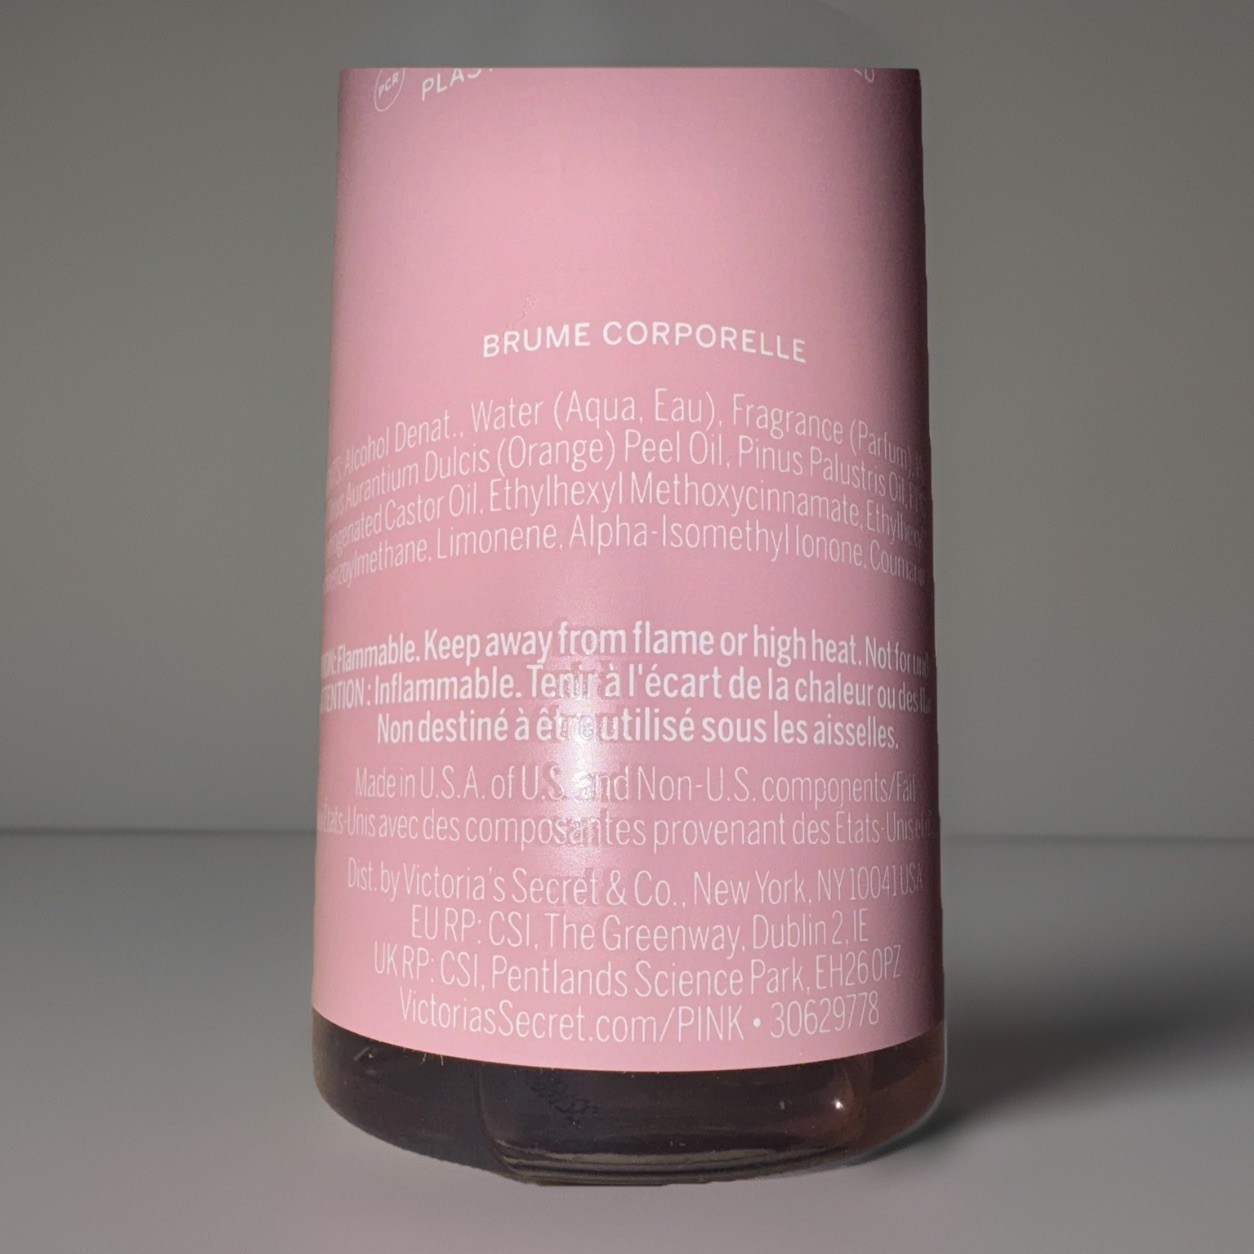 PCR
BRUME CORPORELLE
Alcohol Denat., Water (Aqua, Eau), Fragrance (Parfum),
Aurantium Dulcis (Orange) Peel Oil, Pinus Palustris Oil,
Castor Oil, Ethylhexyl Methoxycinnamate,
Limonene, Alpha-Isomethyl Ionone,
Flammable. Keep away from flame or high heat. Not for
: Inflammable. Tenir à l'écart de la chaleur ou des
Non destiné à être utilisé sous les aisselles.
Made in U.S.A. of U.S. and Non-U.S. components/Fait
États-Unis avec des composantes provenant des États-Unis et
Dist. by Victoria's Secret & Co., New York, NY 10041 USA
EU RP: CSI, The Greenway, Dublin 2, IE
UK RP: CSI, Pentlands Science Park, EH26 0PZ
VictoriasSecret.com/PINK • 30629778